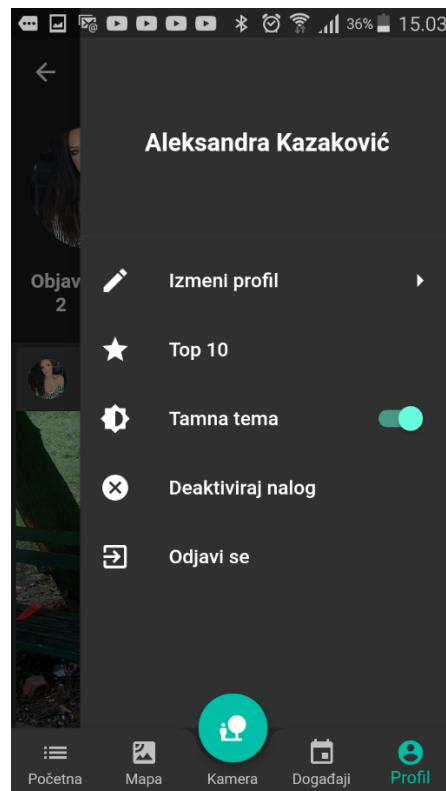 36% 15.03
Aleksandra Kazaković
Objav
2
Izmeni profil
Top 10
Tamna tema
Deaktiviraj nalog
Odjavi se
Početna Mapa Kamera Događaji Profil